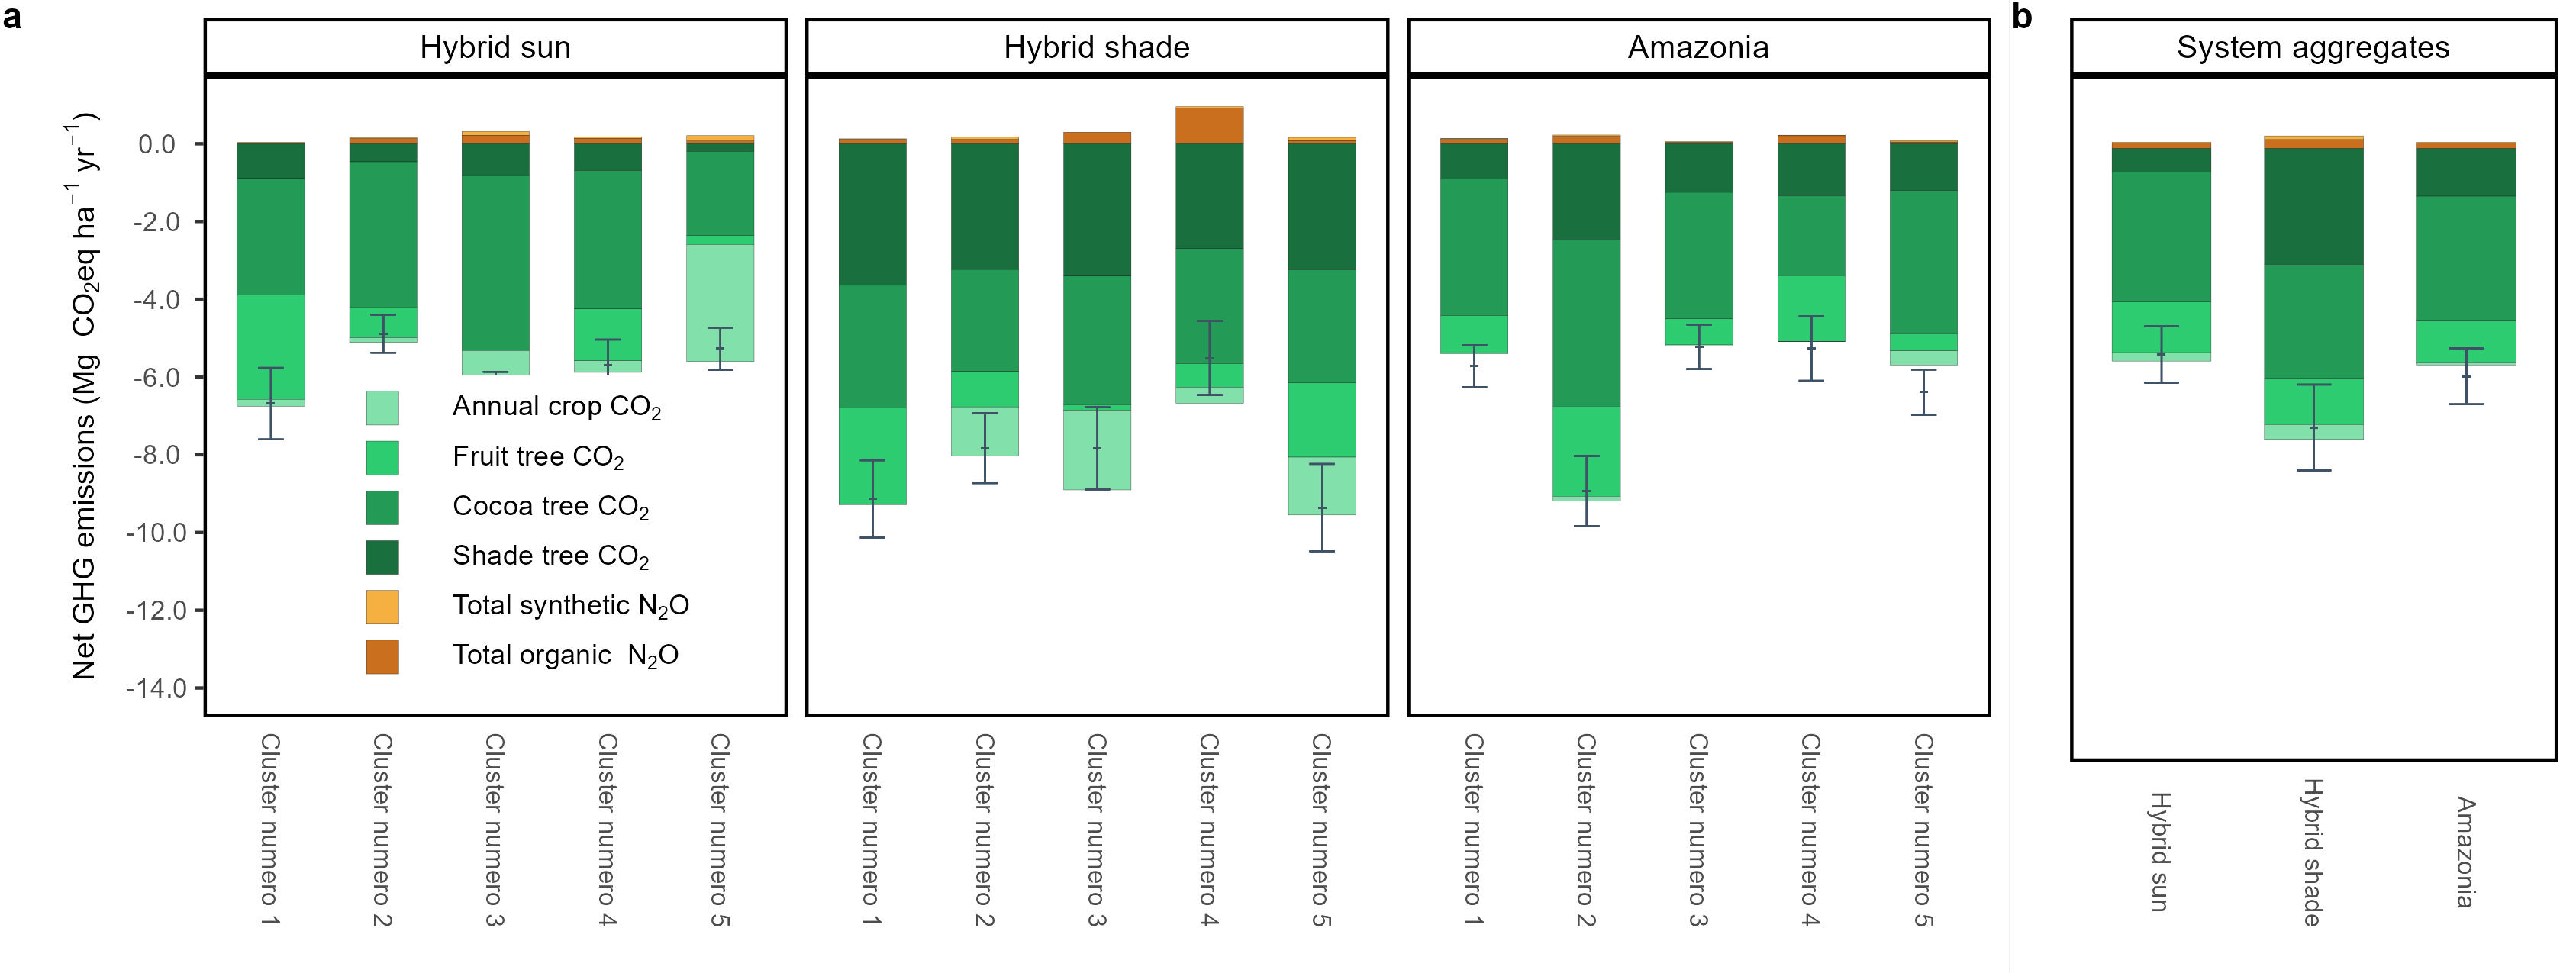 a
Hybrid sun
Hybrid shade
Amazonia
b
System aggregates
Net GHG emissions (Mg CO₂eq ha⁻¹ yr⁻¹)
0.0
-2.0
-4.0
-6.0
-8.0
-10.0
-12.0
-14.0
Annual crop CO₂
Fruit tree CO₂
Cocoa tree CO₂
Shade tree CO₂
Total synthetic N₂O
Total organic N₂O
Cluster numero 1
Cluster numero 2
Cluster numero 3
Cluster numero 4
Cluster numero 5
Cluster numero 1
Cluster numero 2
Cluster numero 3
Cluster numero 4
Cluster numero 5
Cluster numero 1
Cluster numero 2
Cluster numero 3
Cluster numero 4
Cluster numero 5
Hybrid sun
Hybrid shade
Amazonia